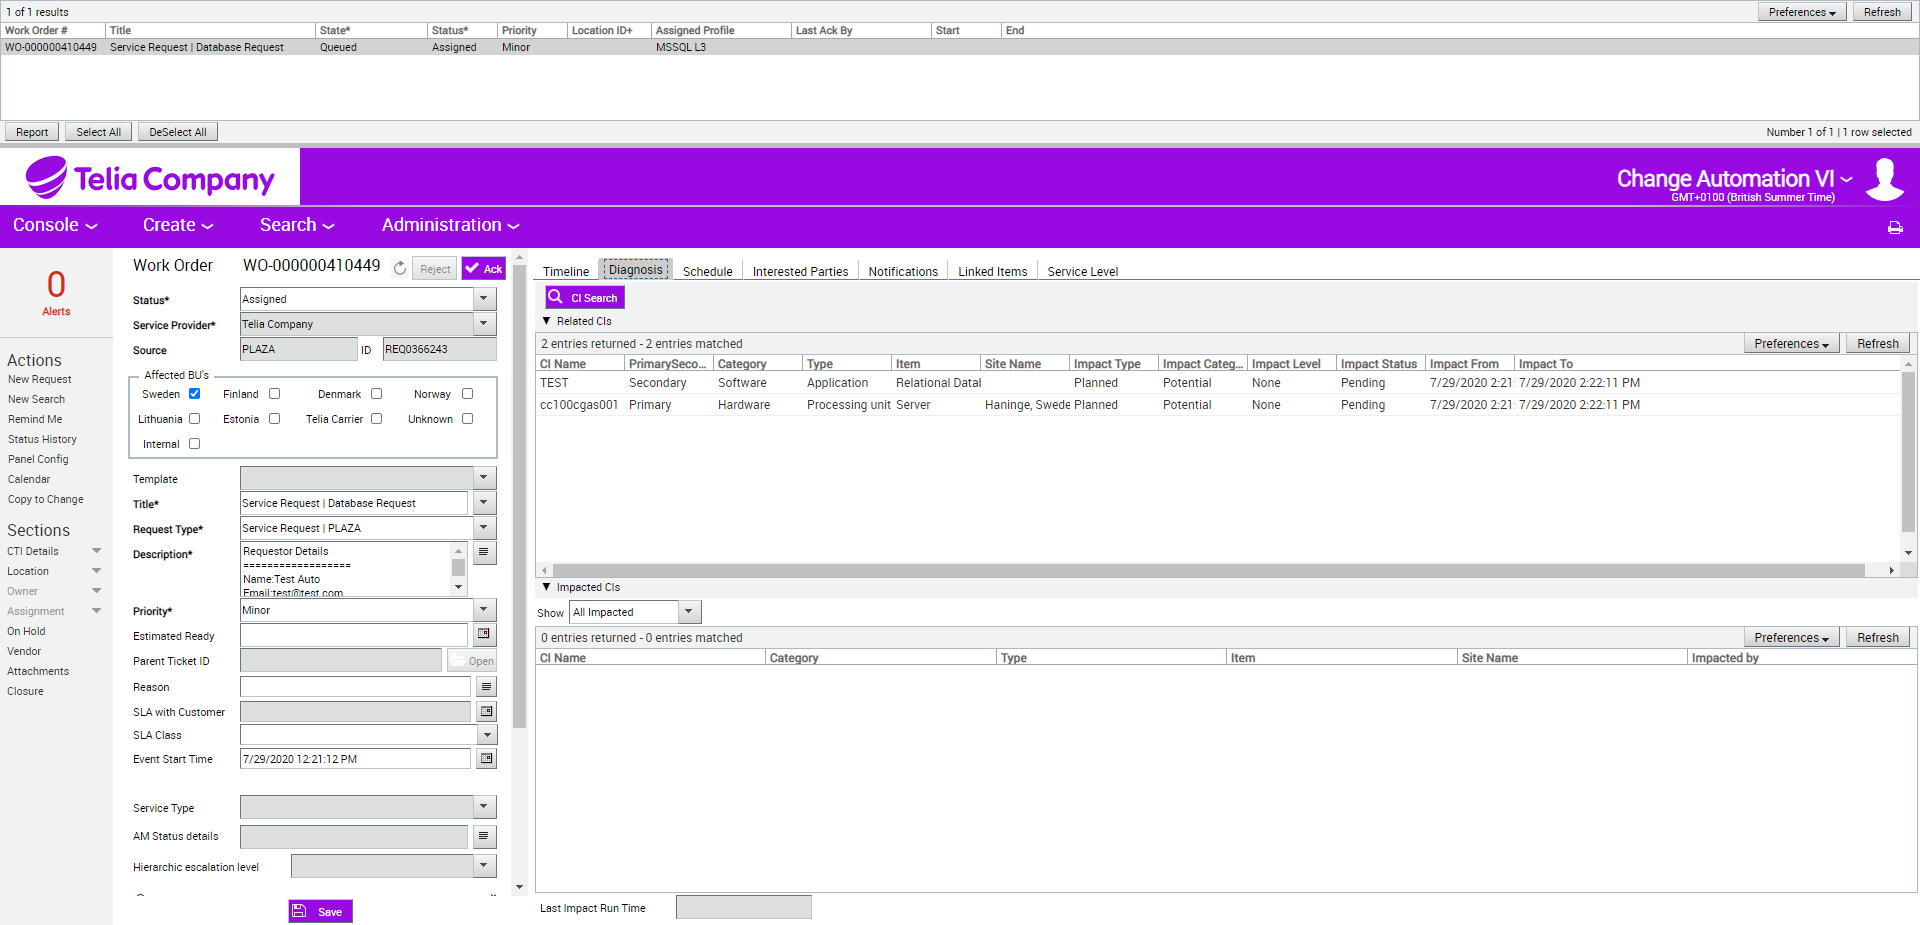 1 of 1 results
Preferences
Refresh
Work Order # Title State* Status* Priority Location ID+ Assigned Profile Last Ack By Start End
WO-000000410449 Service Request | Database Request Queued Assigned Minor MSSQL L3
Report Select All DeSelect All
Number 1 of 1 | 1 row selected
Telia Company
Change Automation VI
GMT+0100 (British Summer Time)
Console Create Search Administration
0
Alerts
Actions
New Request
New Search
Remind Me
Status History
Panel Config
Calendar
Copy to Change
Sections
CTI Details
Location
Owner
Assignment
On Hold
Vendor
Attachments
Closure
Work Order WO-000000410449 Reject Ack
Status* Assigned
Service Provider* Telia Company
Source PLAZA ID REQ0366243
Affected BU's
Sweden Finland Denmark Norway
Lithuania Estonia Telia Carrier Unknown
Internal
Template
Title* Service Request | Database Request
Request Type* Service Request | PLAZA
Description* Requestor Details
==================
Name:Test Auto
Email:test@test.com
Priority* Minor
Estimated Ready
Parent Ticket ID Open
Reason
SLA with Customer
SLA Class
Event Start Time 7/29/2020 12:21:12 PM
Service Type
AM Status details
Hierarchic escalation level
Save
Timeline Diagnosis Schedule Interested Parties Notifications Linked Items Service Level
CI Search
Related CIs
2 entries returned - 2 entries matched Preferences Refresh
CI Name PrimarySeco... Category Type Item Site Name Impact Type Impact Categ... Impact Level Impact Status Impact From Impact To
TEST Secondary Software Application Relational Datab Planned Potential None Pending 7/29/2020 2:21: 7/29/2020 2:22:11 PM
cc100cgas001 Primary Hardware Processing unit Server Haninge, Swede Planned Potential None Pending 7/29/2020 2:21: 7/29/2020 2:22:11 PM
Impacted CIs
Show All Impacted
0 entries returned - 0 entries matched Preferences Refresh
CI Name Category Type Item Site Name Impacted by
Last Impact Run Time